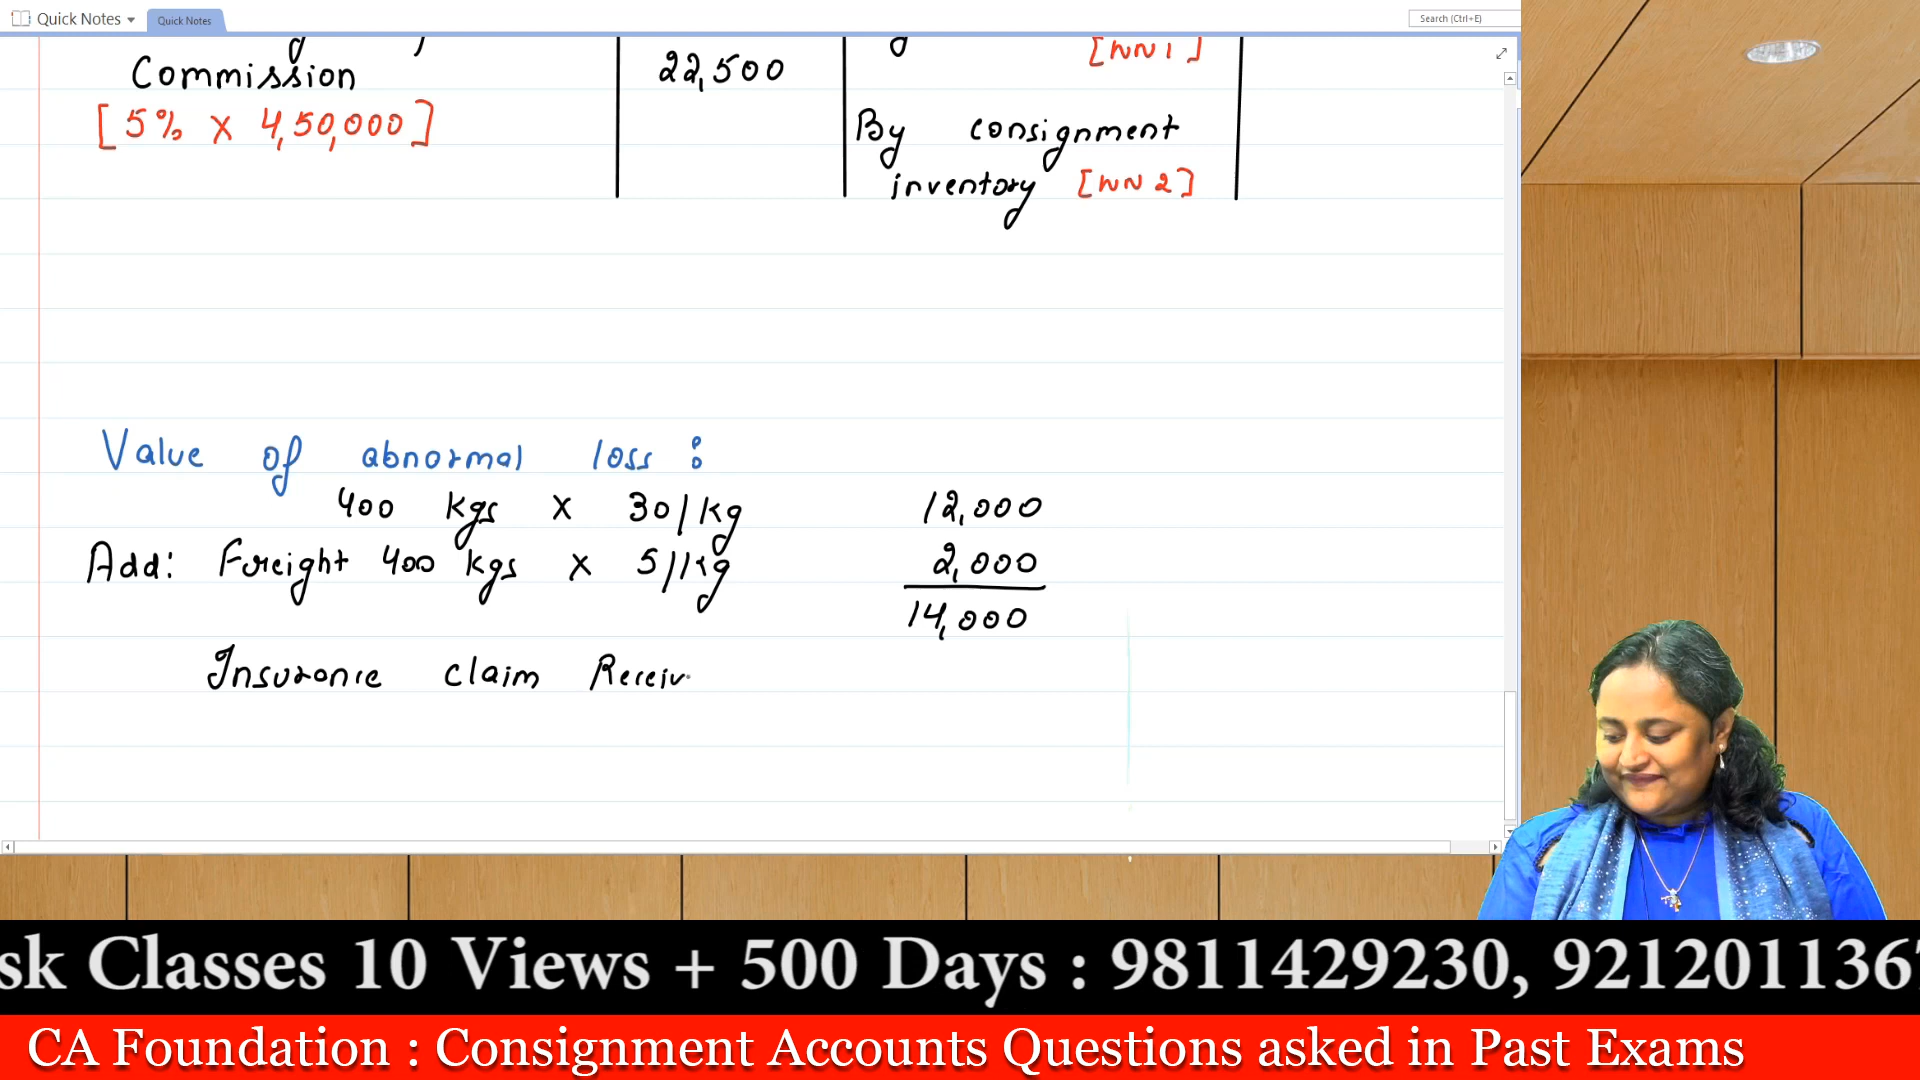 Quick Notes
Quick Notes
Search (Ctrl+E)
Commission 22,500
[5% x 4,50,000]
[WN1]
By consignment
inventory [WN 2]
Value of abnormal loss :
400 kgs x 30/kg 12,000
Add: Freight 400 kgs x 5/kg 2,000
14,000
Insurance claim Receiv
sk Classes 10 Views + 500 Days : 9811429230, 921201136
CA Foundation : Consignment Accounts Questions asked in Past Exams